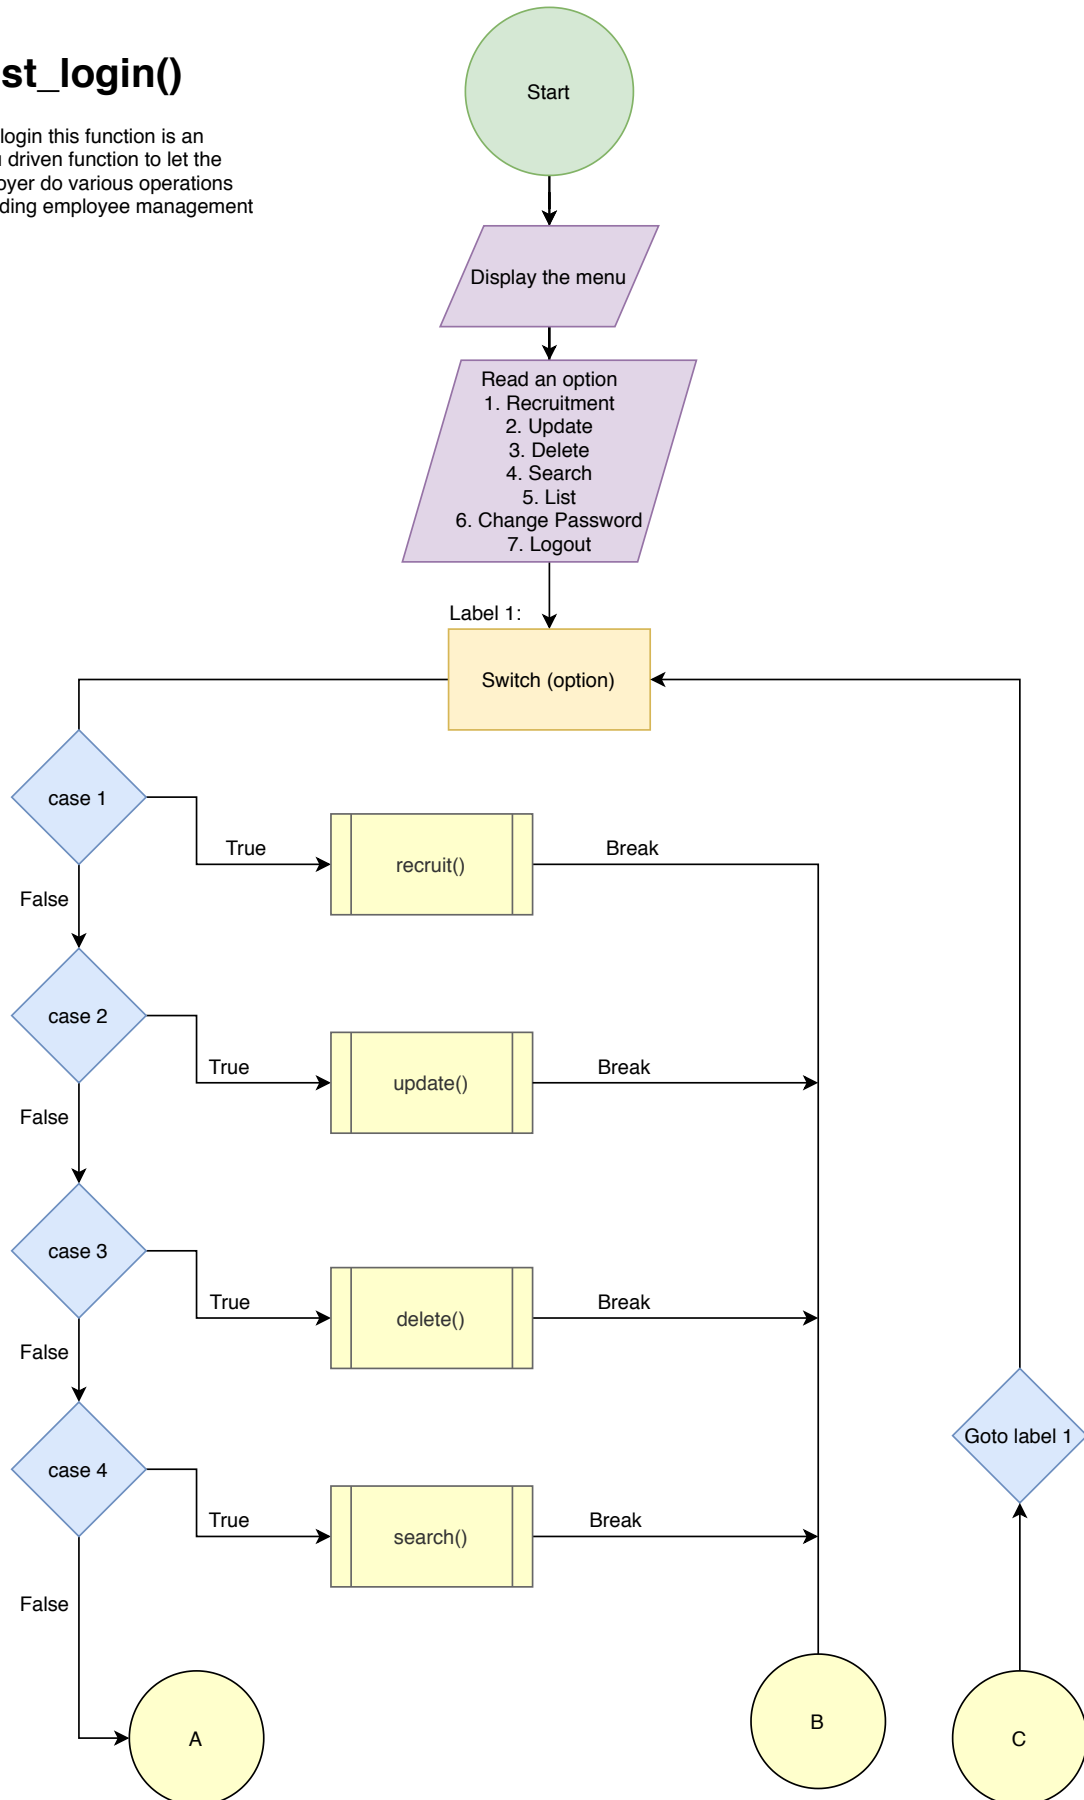 st_login()
login this function is an
driven function to let the
oyer do various operations
ding employee management
Start
Display the menu
Read an option
1. Recruitment
2. Update
3. Delete
4. Search
5. List
6. Change Password
7. Logout
Label 1:
Switch (option)
case 1
True
recruit()
Break
False
case 2
True
update()
Break
False
case 3
True
delete()
Break
False
case 4
True
search()
Break
False
Goto label 1
A
B
C